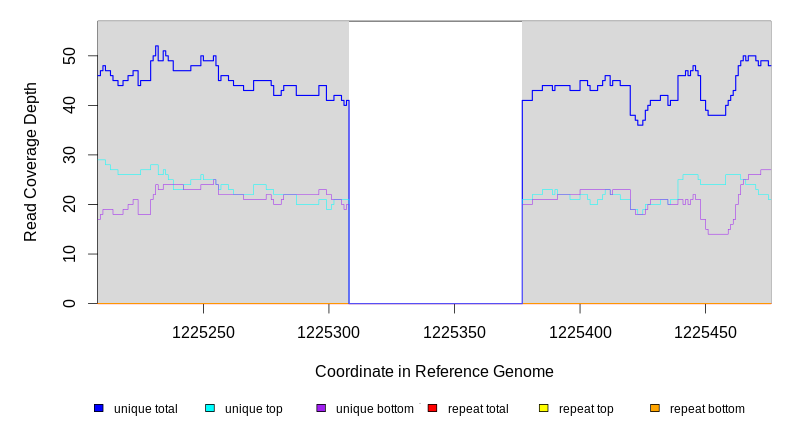 50
40
30
20
10
0
Read Coverage Depth
1225250 1225300 1225350 1225400 1225450
Coordinate in Reference Genome
unique total unique top unique bottom repeat total repeat top repeat bottom